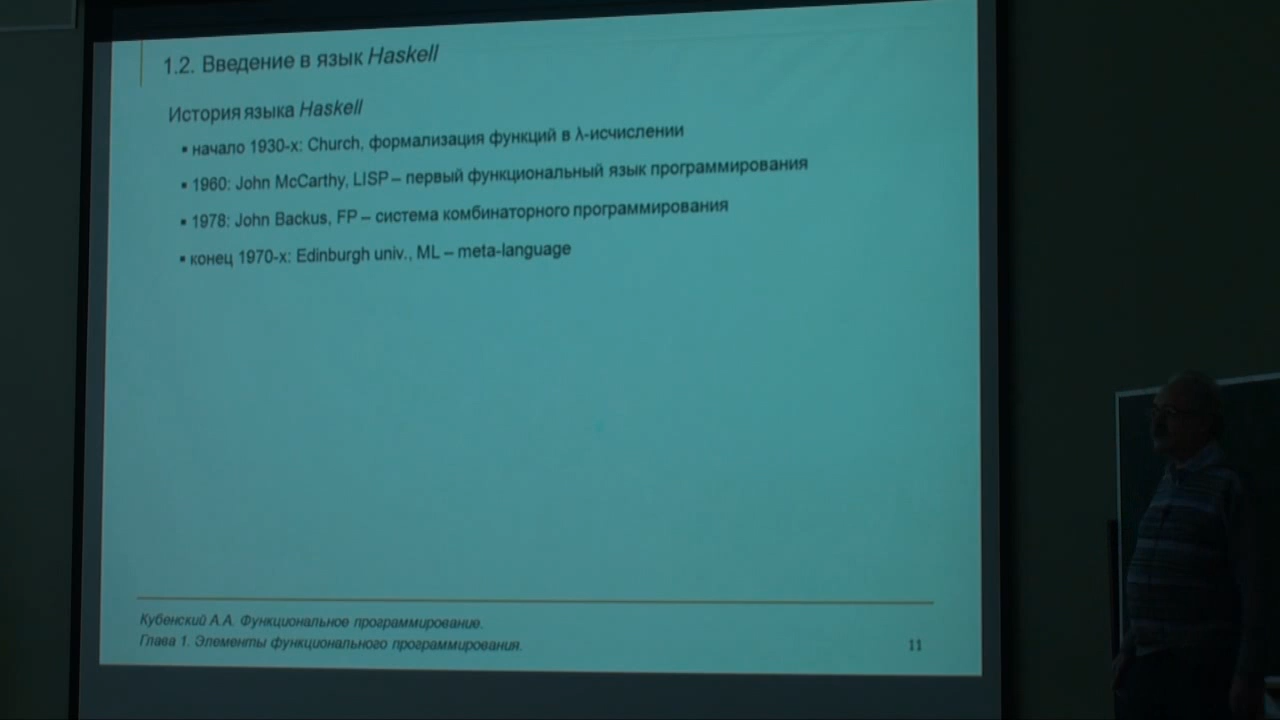 1.2. Введение в язык Haskell
История языка Haskell
▪ начало 1930-х: Church, формализация функций в λ-исчислении
▪ 1960: John McCarthy, LISP – первый функциональный язык программирования
▪ 1978: John Backus, FP – система комбинаторного программирования
▪ конец 1970-х: Edinburgh univ., ML – meta-language
Кубенский А.А. Функциональное программирование.
Глава 1. Элементы функционального программирования.
11